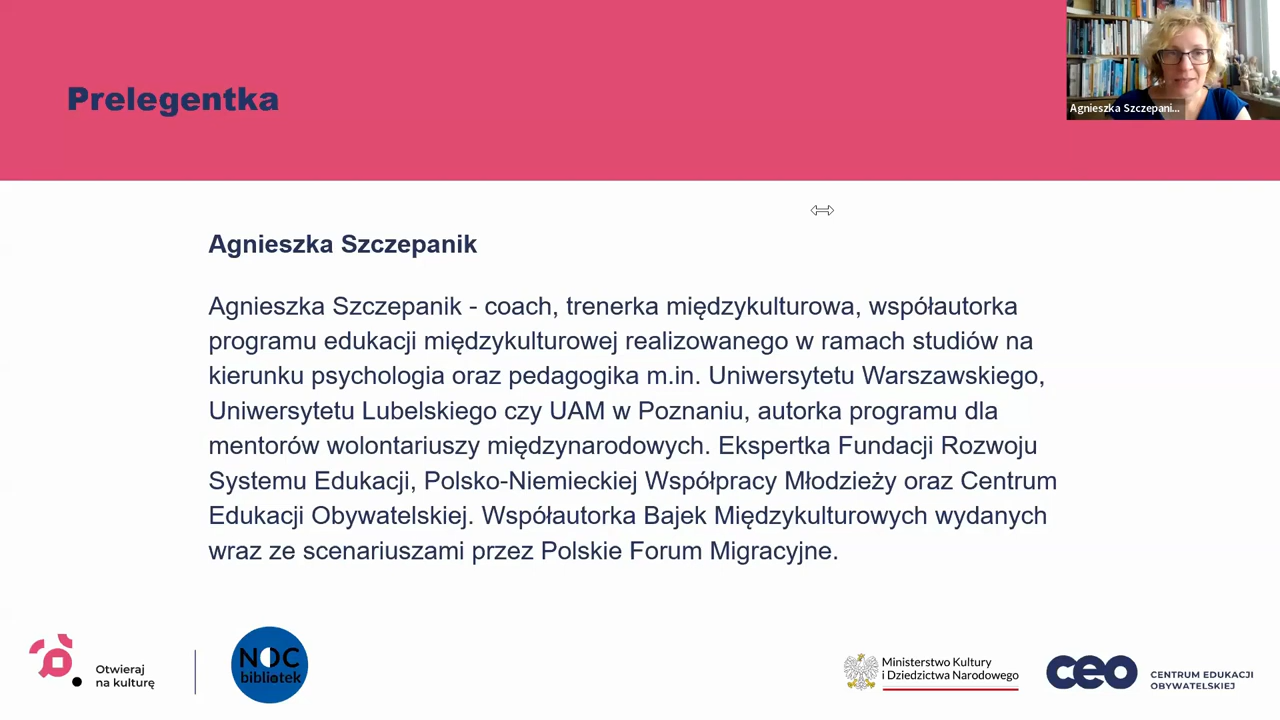 Prelegentka
Agnieszka Szczepani...
Agnieszka Szczepanik
Agnieszka Szczepanik - coach, trenerka międzykulturowa, współautorka
programu edukacji międzykulturowej realizowanego w ramach studiów na
kierunku psychologia oraz pedagogika m.in. Uniwersytetu Warszawskiego,
Uniwersytetu Lubelskiego czy UAM w Poznaniu, autorka programu dla
mentorów wolontariuszy międzynarodowych. Ekspertka Fundacji Rozwoju
Systemu Edukacji, Polsko-Niemieckiej Współpracy Młodzieży oraz Centrum
Edukacji Obywatelskiej. Współautorka Bajek Międzykulturowych wydanych
wraz ze scenariuszami przez Polskie Forum Migracyjne.
Otwieraj
na kulturę
NOC
bibliotek
Ministerstwo Kultury
i Dziedzictwa Narodowego
ceo
CENTRUM EDUKACJI
OBYWATELSKIEJ